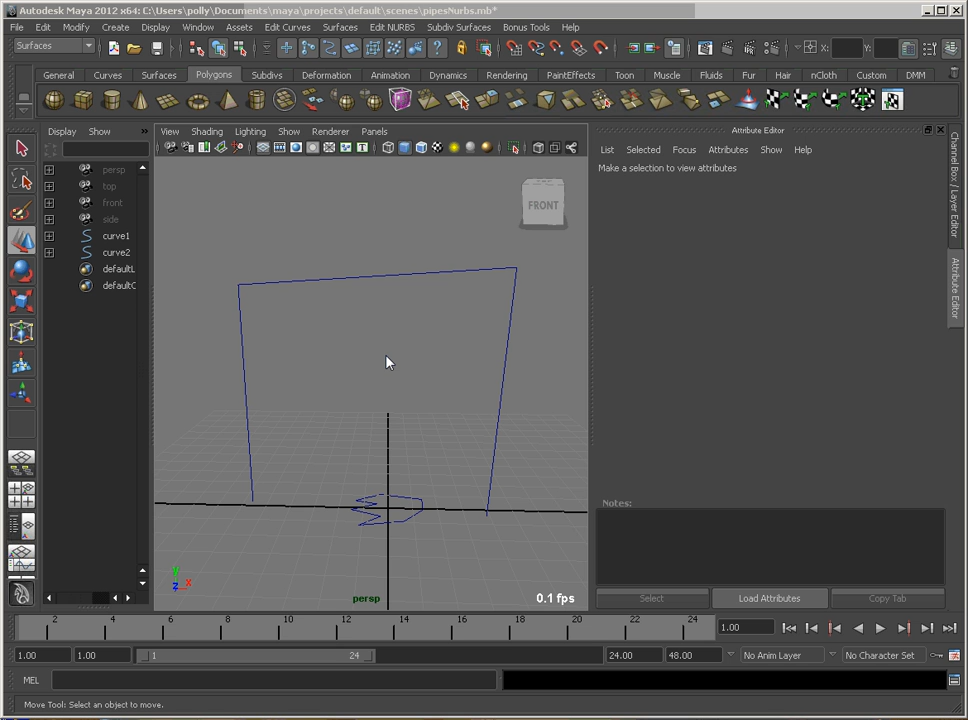 Autodesk Maya 2012 x64: C:\Users\polly\Documents\maya\projects\default\scenes\pipesNurbs.mb*
File Edit Modify Create Display Window Assets Edit Curves Surfaces Edit NURBS Subdiv Surfaces Muscle Pipeline Cache Bonus Tools Help
Surfaces X: Y:
General Curves Surfaces Polygons Subdivs Deformation Animation Dynamics Rendering PaintEffects Toon Muscle Fluids Fur Hair nCloth Custom DMM
Display Show »
View Shading Lighting Show Renderer Panels
Attribute Editor
List Selected Focus Attributes Show Help
Make a selection to view attributes
persp
top
front
side
curve1
curve2
defaultL
defaultC
FRONT
Channel Box / Layer Editor
Attribute Editor
y
z x
persp
0.1 fps
Notes:
Select Load Attributes Copy Tab
2 4 6 8 10 12 14 16 18 20 22 24 1.00
1.00 1.00 1 24 24.00 48.00 No Anim Layer No Character Set
MEL
Move Tool: Select an object to move.